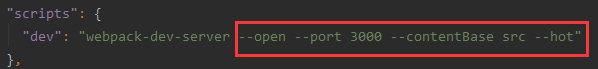 "scripts": {
"dev": "webpack-dev-server --open --port 3000 --contentBase src --hot"
},